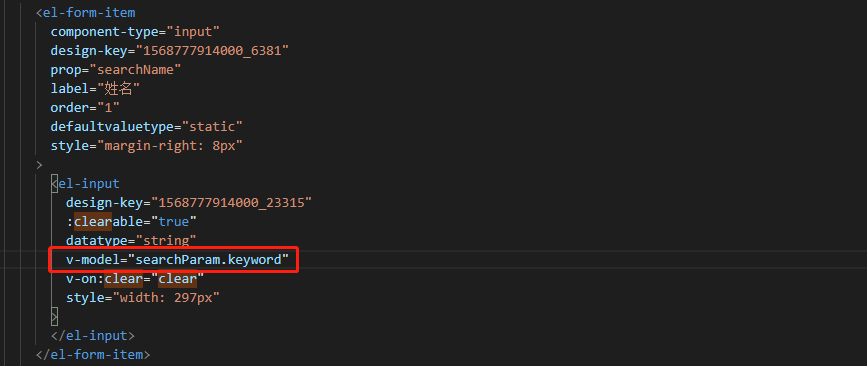 <el-form-item
component-type="input"
design-key="1568777914000_6381"
prop="searchName"
label="姓名"
order="1"
defaultvaluetype="static"
style="margin-right: 8px"
>
<el-input
design-key="1568777914000_23315"
:clearable="true"
datatype="string"
v-model="searchParam.keyword"
v-on:clear="clear"
style="width: 297px"
>
</el-input>
</el-form-item>